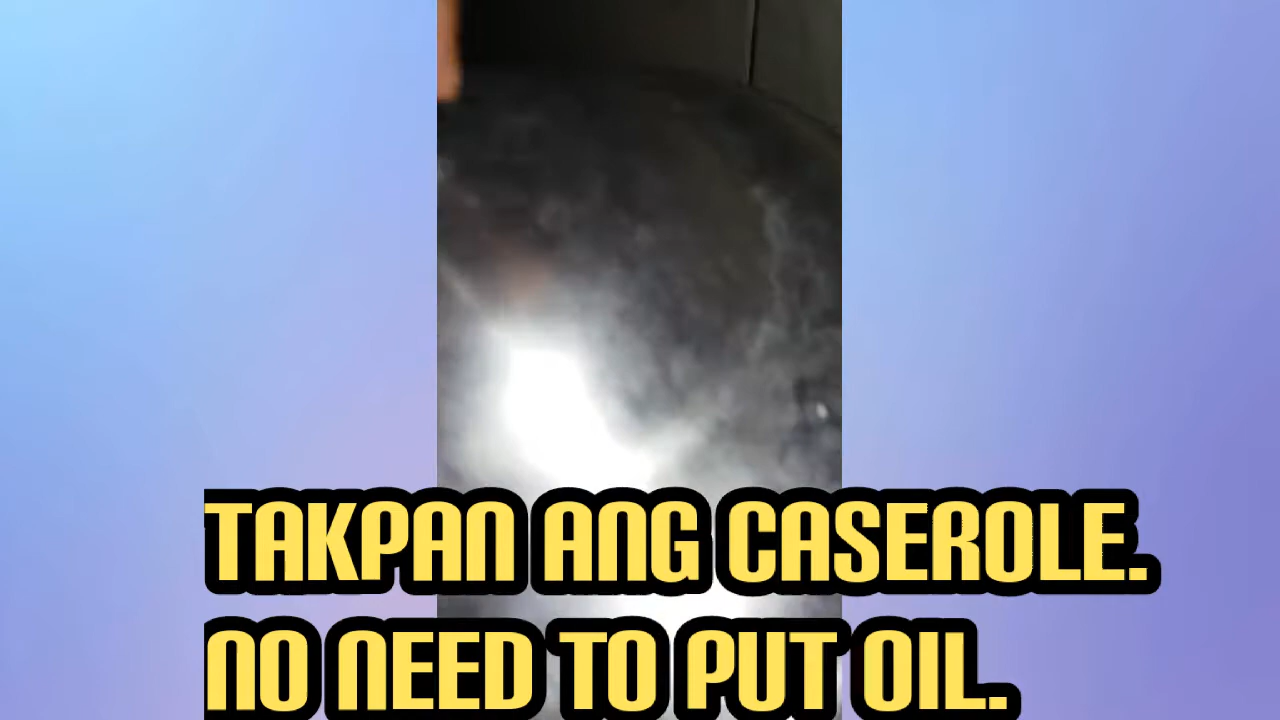 TAKPAN ANG CASEROLE.
NO NEED TO PUT OIL.